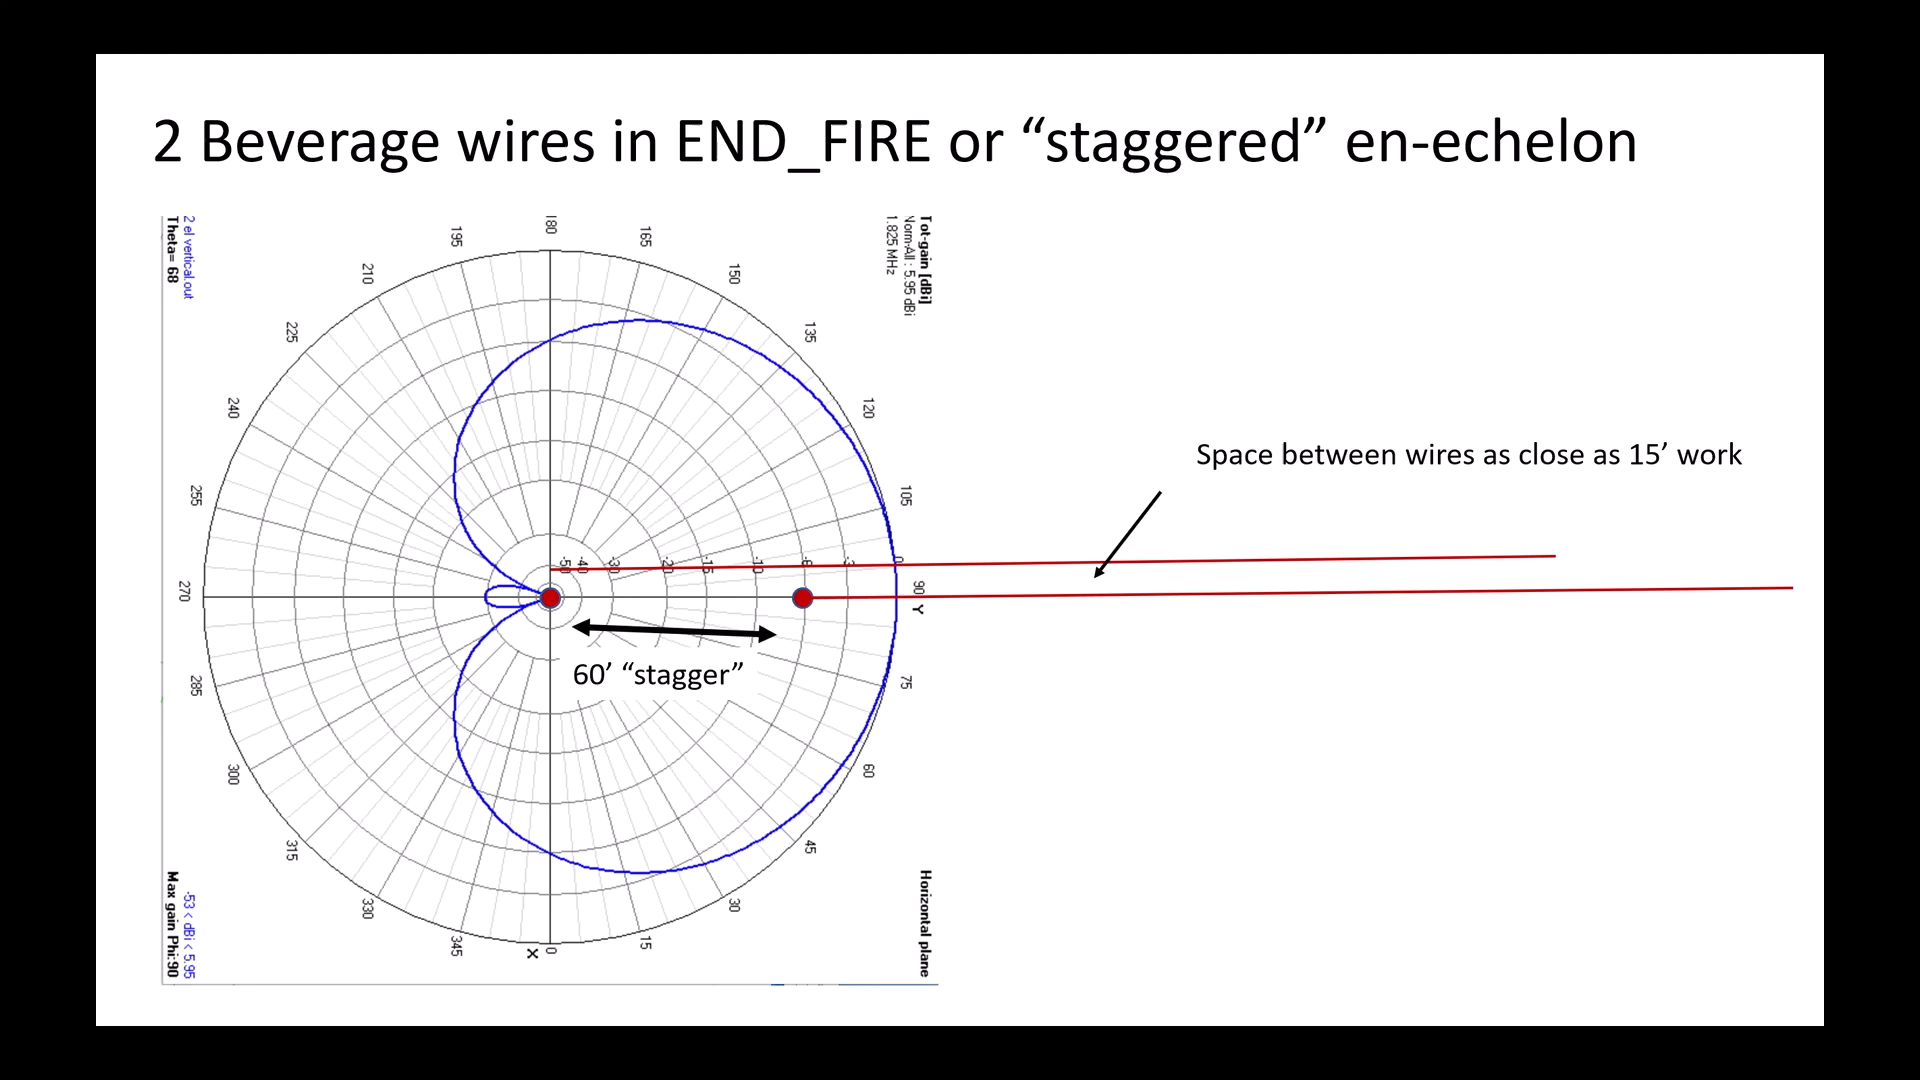 2 Beverage wires in END_FIRE or “staggered” en-echelon
2 el vertical.out
Theta= 68
Tot-gain [dBi]
Norm-All : 5.95 dBi
1.825 MHz
180
165
150
135
120
105
90
Y
75
60
45
30
15
0
X
345
330
315
300
285
270
255
240
225
210
195
-50
-40
-30
-20
-15
-10
-6
-3
0
Space between wires as close as 15’ work
60’ “stagger”
-53 < dBi < 5.95
Max gain Phi:90
Horizontal plane